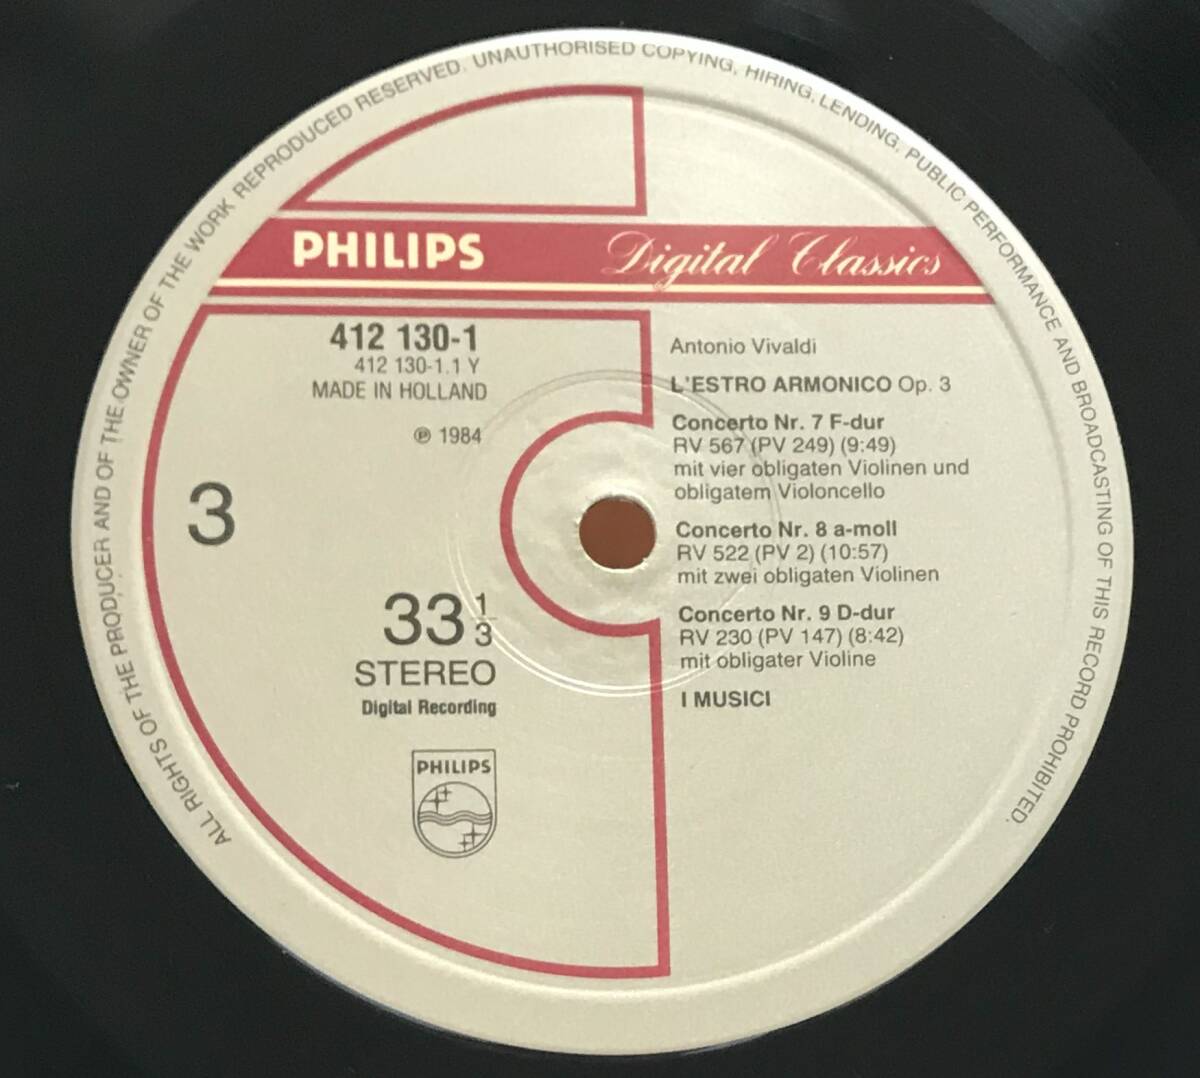 ALL RIGHTS OF THE PRODUCER AND OF THE OWNER OF THE WORK REPRODUCED RESERVED. UNAUTHORISED COPYING, HIRING, LENDING, PUBLIC PERFORMANCE AND BROADCASTING OF THIS RECORD PROHIBITED.
PHILIPS Digital Classics
412 130-1
412 130-1.1 Y
MADE IN HOLLAND
℗ 1984
3
33 1/3
STEREO
Digital Recording
PHILIPS
Antonio Vivaldi
L'ESTRO ARMONICO Op. 3
Concerto Nr. 7 F-dur
RV 567 (PV 249) (9:49)
mit vier obligaten Violinen und
obligatem Violoncello
Concerto Nr. 8 a-moll
RV 522 (PV 2) (10:57)
mit zwei obligaten Violinen
Concerto Nr. 9 D-dur
RV 230 (PV 147) (8:42)
mit obligater Violine
I MUSICI